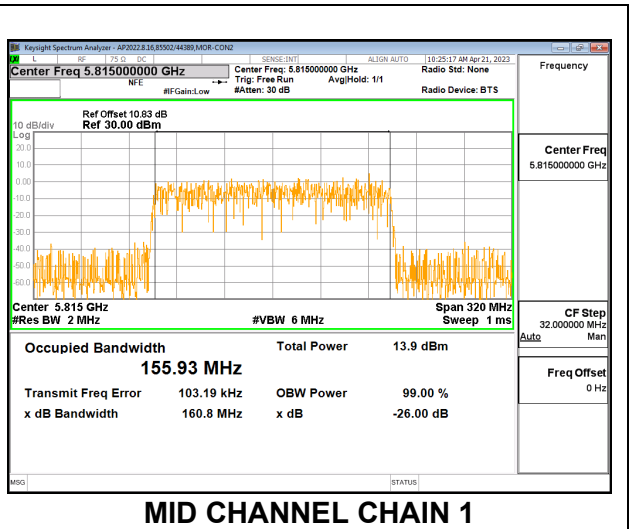 Keysight Spectrum Analyzer - AP2022.8.16,85502/44389,MOR-CON2
L RF 75 Ω DC SENSE:INT ALIGN AUTO 10:25:17 AM Apr 21, 2023
Center Freq 5.815000000 GHz Center Freq: 5.815000000 GHz Radio Std: None
NFE Trig: Free Run Avg|Hold: 1/1
#IFGain:Low #Atten: 30 dB Radio Device: BTS
Frequency
Ref Offset 10.83 dB
10 dB/div Ref 30.00 dBm
Log
20.0
10.0
0.00
-10.0
-20.0
-30.0
-40.0
-50.0
-60.0
Center 5.815 GHz Span 320 MHz
#Res BW 2 MHz #VBW 6 MHz Sweep 1 ms
Center Freq
5.815000000 GHz
CF Step
32.000000 MHz
Auto Man
Freq Offset
0 Hz
Occupied Bandwidth Total Power 13.9 dBm
155.93 MHz
Transmit Freq Error 103.19 kHz OBW Power 99.00 %
x dB Bandwidth 160.8 MHz x dB -26.00 dB
MSG STATUS
MID CHANNEL CHAIN 1